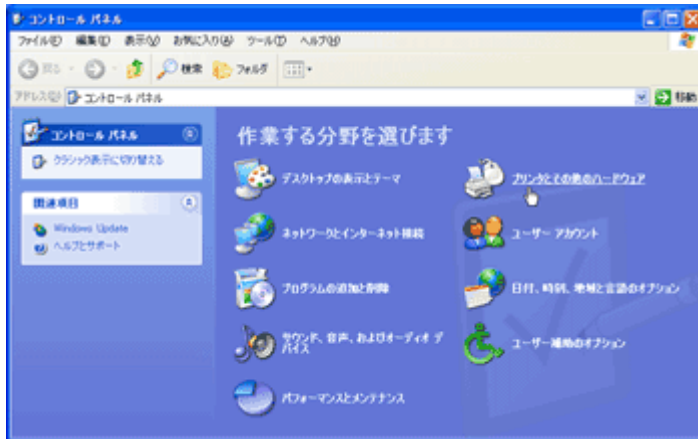 コントロール パネル
ファイル(F) 編集(E) 表示(V) お気に入り(A) ツール(T) ヘルプ(H)
戻る 検索 フォルダ
アドレス(D) コントロール パネル 移動
コントロール パネル
クラシック表示に切り替える
関連項目
Windows Update
ヘルプとサポート
作業する分野を選びます
デスクトップの表示とテーマ
プリンタとその他のハードウェア
ネットワークとインターネット接続
ユーザー アカウント
プログラムの追加と削除
日付、時刻、地域と言語のオプション
サウンド、音声、およびオーディオ デ
バイス
ユーザー補助のオプション
パフォーマンスとメンテナンス